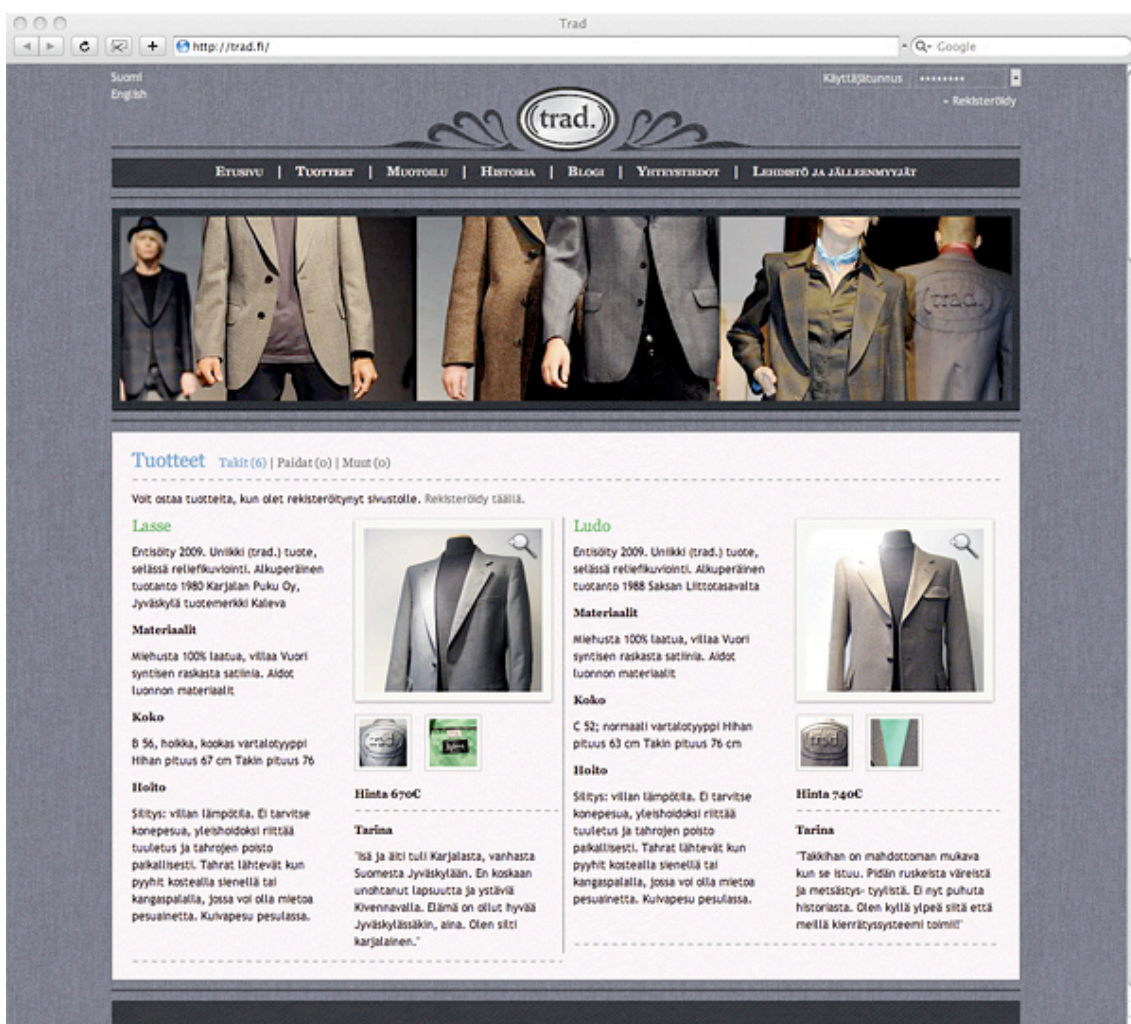 Trad
http://trad.fi/
Google
Suomi
English
Käyttäjätunnus ••••••••
Rekisteröidy
(trad.)
Etusivu | Tuotteet | Muotoilu | Historia | Blogi | Yhteystiedot | Lehdistö ja jälleenmyyjät
(trad.)
Tuotteet Takit (6) | Paidat (0) | Muut (0)
Voit ostaa tuotteita, kun olet rekisteröitynyt sivustolle. Rekisteröidy täällä.
Lasse
Entisöity 2009. Uniikki (trad.) tuote,
selässä reliefikuviointi. Alkuperäinen
tuotanto 1980 Karjalan Puku Oy,
Jyväskylä tuotemerkki Kaleva
Materiaalit
Miehusta 100% laatua, villaa Vuori
syntisen raskasta satiinia. Aidot
luonnon materiaalit
Koko
B 56, hoikka, kookas vartalotyyppi
Hihan pituus 67 cm Takin pituus 76
Hoito
Silitys: villan lämpötila. Ei tarvitse
konepesua, yleishoidoksi riittää
tuuletus ja tahrojen poisto
paikallisesti. Tahrat lähtevät kun
pyyhit kostealla sienellä tai
kangaspalalla, jossa voi olla mietoa
pesuainetta. Kuivapesu pesulassa.
trad
Hinta 670€
Tarina
"Isä ja äiti tuli Karjalasta, vanhasta
Suomesta Jyväskylään. En koskaan
unohtanut lapsuutta ja ystäviä
Kivennavalla. Elämä on ollut hyvää
Jyväskylässäkin, aina. Olen silti
karjalainen."
Ludo
Entisöity 2009. Uniikki (trad.) tuote,
selässä reliefikuviointi. Alkuperäinen
tuotanto 1988 Saksan Liittotasavalta
Materiaalit
Miehusta 100% laatua, villaa Vuori
syntisen raskasta satiinia. Aidot
luonnon materiaalit
Koko
C 52; normaali vartalotyyppi Hihan
pituus 63 cm Takin pituus 76 cm
Hoito
Silitys: villan lämpötila. Ei tarvitse
konepesua, yleishoidoksi riittää
tuuletus ja tahrojen poisto
paikallisesti. Tahrat lähtevät kun
pyyhit kostealla sienellä tai
kangaspalalla, jossa voi olla mietoa
pesuainetta. Kuivapesu pesulassa.
trad
Hinta 740€
Tarina
"Takkihan on mahdottoman mukava
kun se istuu. Pidän ruskeista väreistä
ja metsästys- tyylistä. Ei nyt puhuta
historiasta. Olen kyllä ylpeä siitä että
meillä kierrätyssysteemi toimii!"